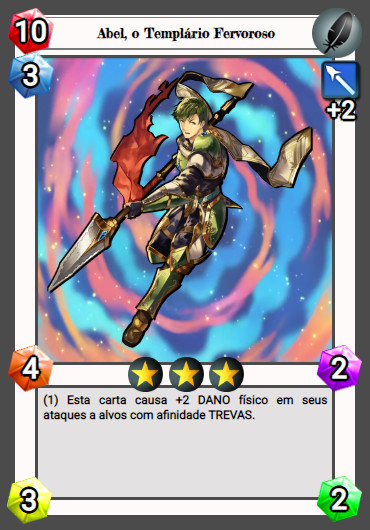 10
Abel, o Templário Fervoroso
3
+2
4
2
(1) Esta carta causa +2 DANO físico em seus
ataques a alvos com afinidade TREVAS.
3
2